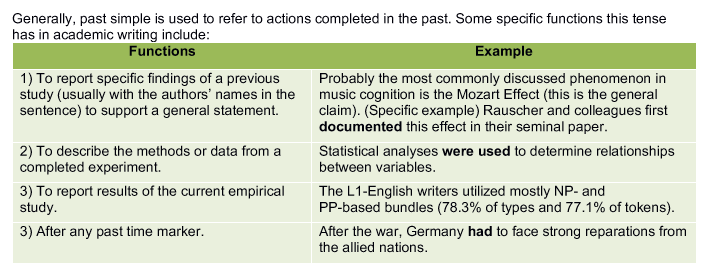 Generally, past simple is used to refer to actions completed in the past. Some specific functions this tense
has in academic writing include:
Functions
Example
1) To report specific findings of a previous
study (usually with the authors' names in the
sentence) to support a general statement.
Probably the most commonly discussed phenomenon in
music cognition is the Mozart Effect (this is the general
claim). (Specific example) Rauscher and colleagues first
documented this effect in their seminal paper.
2) To describe the methods or data from a
completed experiment.
Statistical analyses were used to determine relationships
between variables.
3) To report results of the current empirical
study.
The L1-English writers utilized mostly NP- and
PP-based bundles (78.3% of types and 77.1% of tokens).
3) After any past time marker.
After the war, Germany had to face strong reparations from
the allied nations.